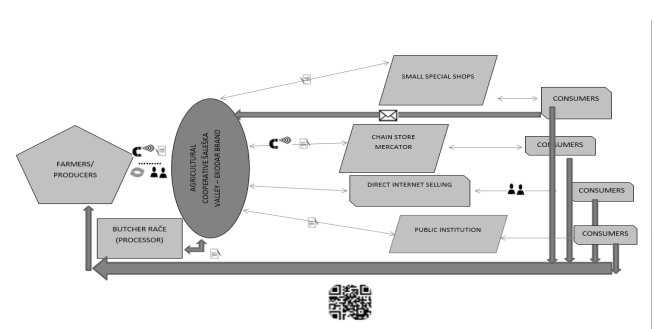 SMALL SPECIAL SHOPS
CONSUMERS
CHAIN STORE
MERCATOR
CONSUMERS
FARMERS/
PRODUCERS
AGRICULTURAL
COOPERATIVE ŠALEŠKA
VALLEY – EKODAR BRAND
DIRECT INTERNET SELLING
CONSUMERS
BUTCHER RAČE
(PROCESSOR)
PUBLIC INSTITUTION
CONSUMERS